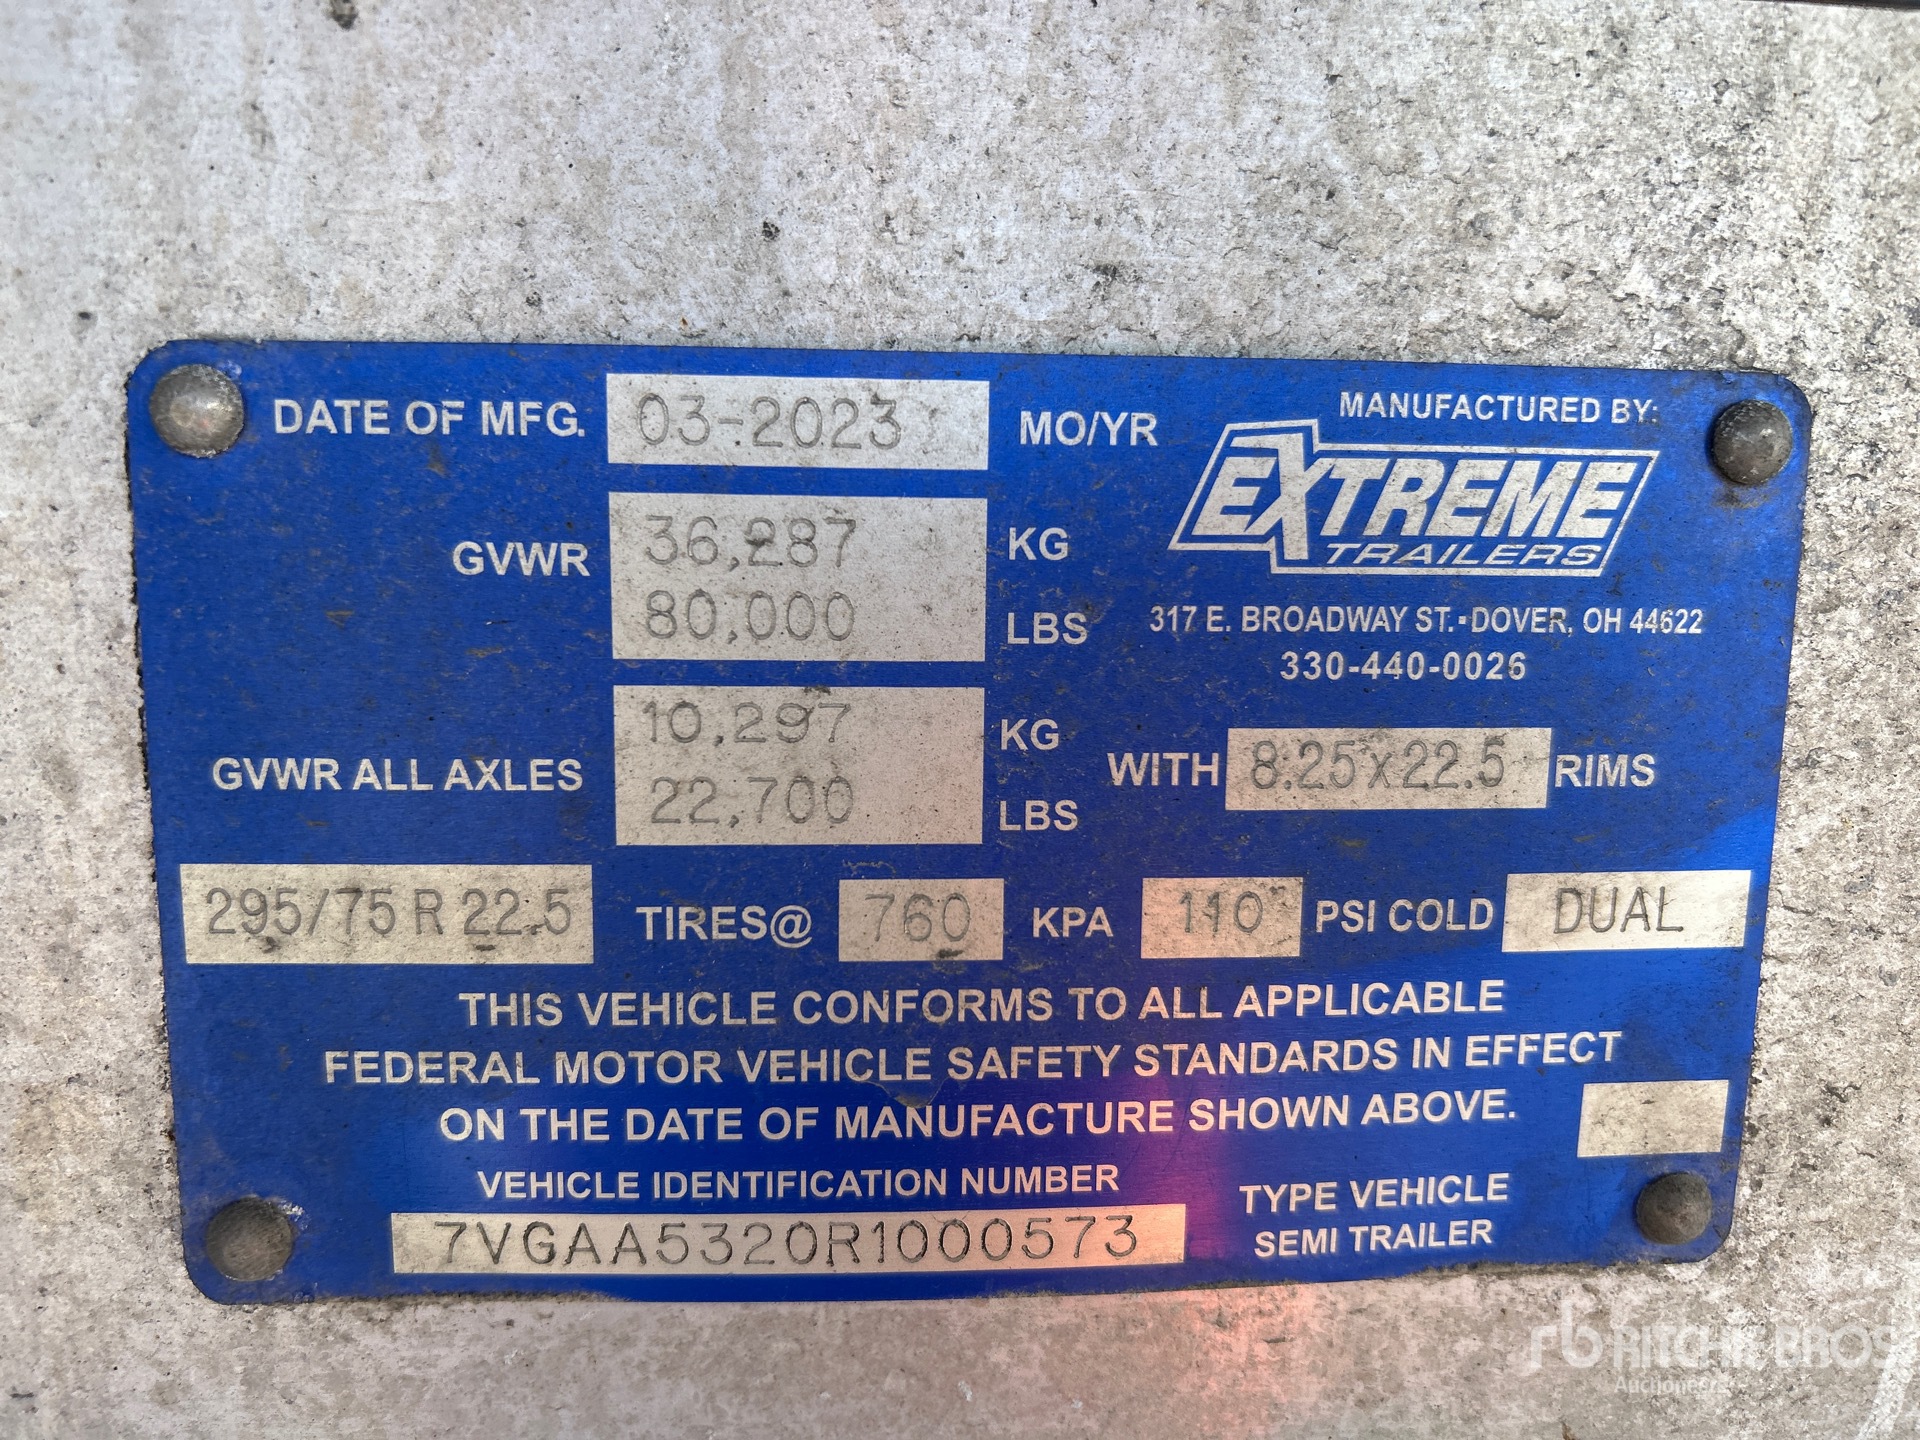 DATE OF MFG. 03-2023 MO/YR
MANUFACTURED BY:
EXTREME
TRAILERS
317 E. BROADWAY ST.·DOVER, OH 44622
330-440-0026
GVWR 36,287 KG
80,000 LBS
GVWR ALL AXLES 10,297 KG
22,700 LBS
WITH 8.25x22.5 RIMS
295/75 R 22.5 TIRES@ 760 KPA 110 PSI COLD DUAL
THIS VEHICLE CONFORMS TO ALL APPLICABLE
FEDERAL MOTOR VEHICLE SAFETY STANDARDS IN EFFECT
ON THE DATE OF MANUFACTURE SHOWN ABOVE.
VEHICLE IDENTIFICATION NUMBER
7VGAA5320R1000573
TYPE VEHICLE
SEMI TRAILER
rb RITCHIE BROS
Auctioneers